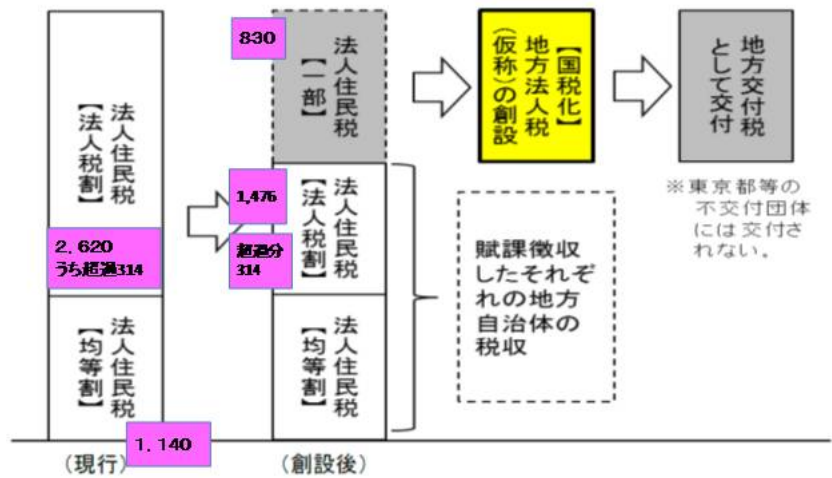 法人住民税
【法人税割】
2,620
うち超過314
法人住民税
【均等割】
1,140
(現行)
830
法人住民税
【一部】
1,476
超過分
314
法人住民税
【法人税割】
法人住民税
【均等割】
(創設後)
【国税化】
地方法人税
(仮称)の創設
地方交付税
として交付
※東京都等の
不交付団体
には交付さ
れない。
賦課徴収
したそれぞ
れの地方
自治体の
税収